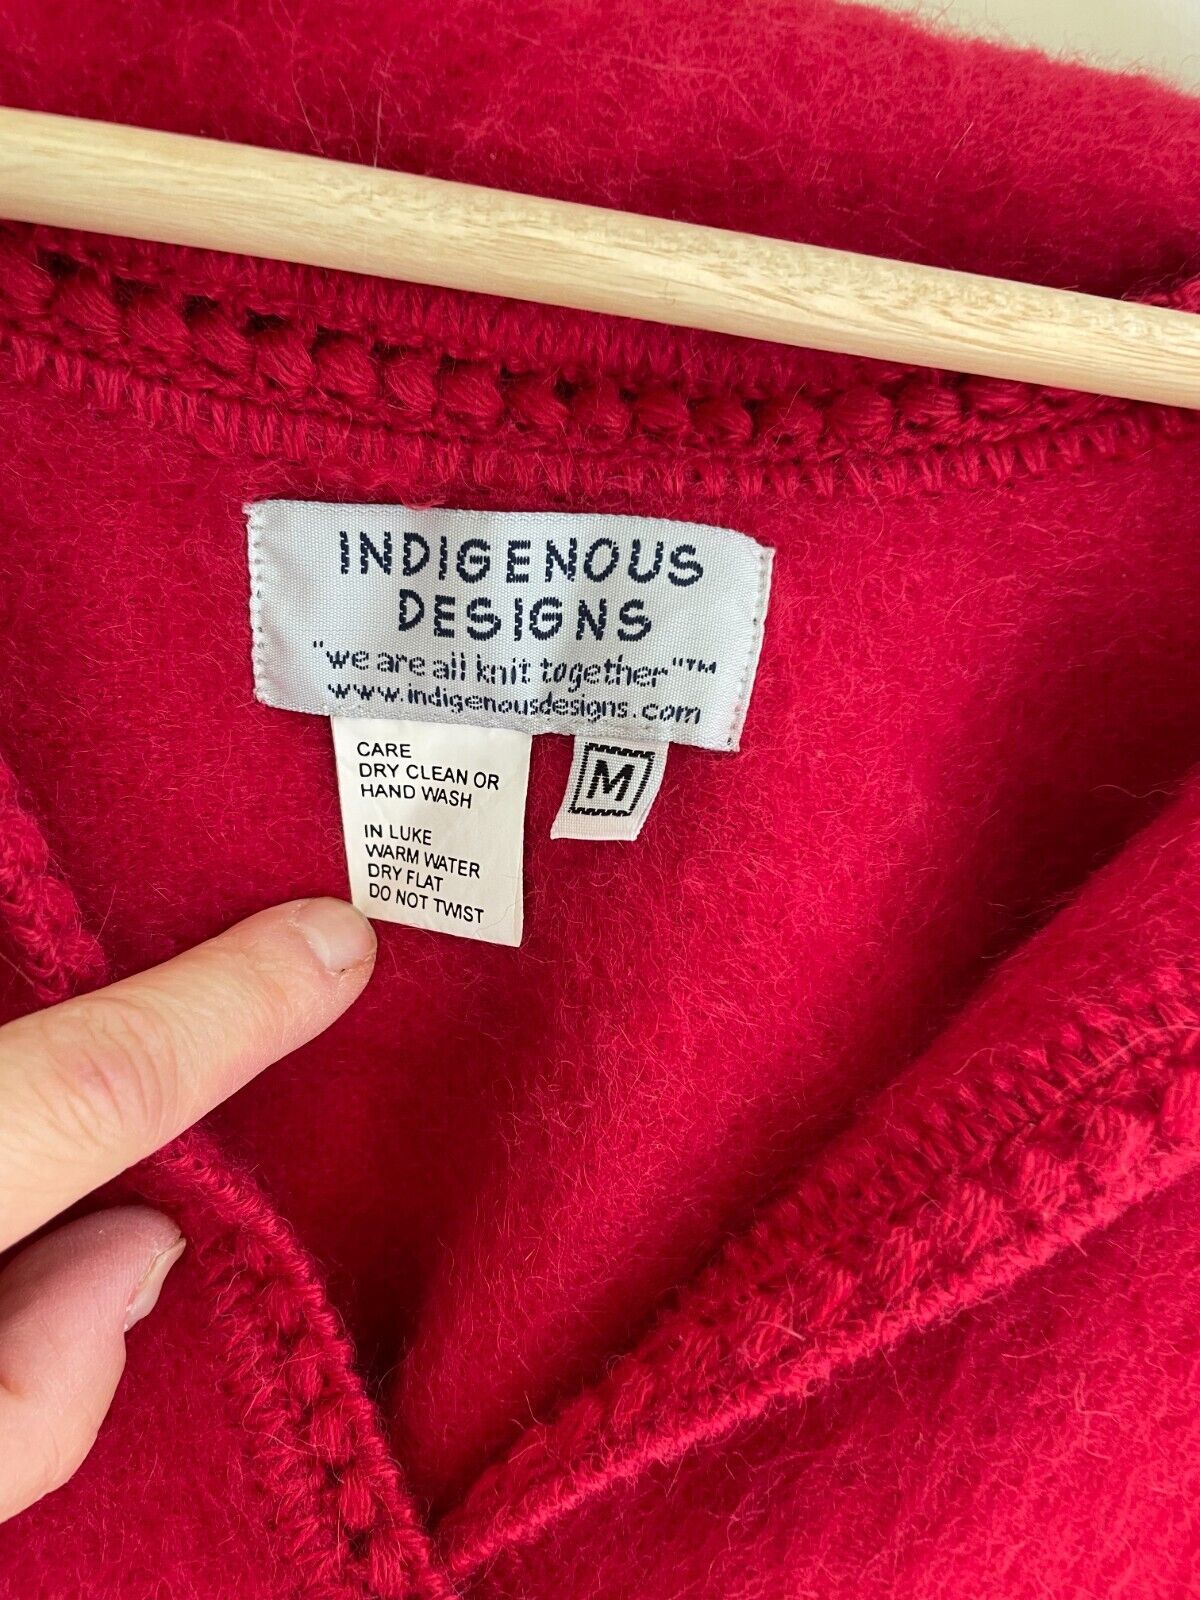 INDIGENOUS
DESIGNS
"we are all knit together"™
www.indigenousdesigns.com
CARE
DRY CLEAN OR
HAND WASH
IN LUKE
WARM WATER
DRY FLAT
DO NOT TWIST
M